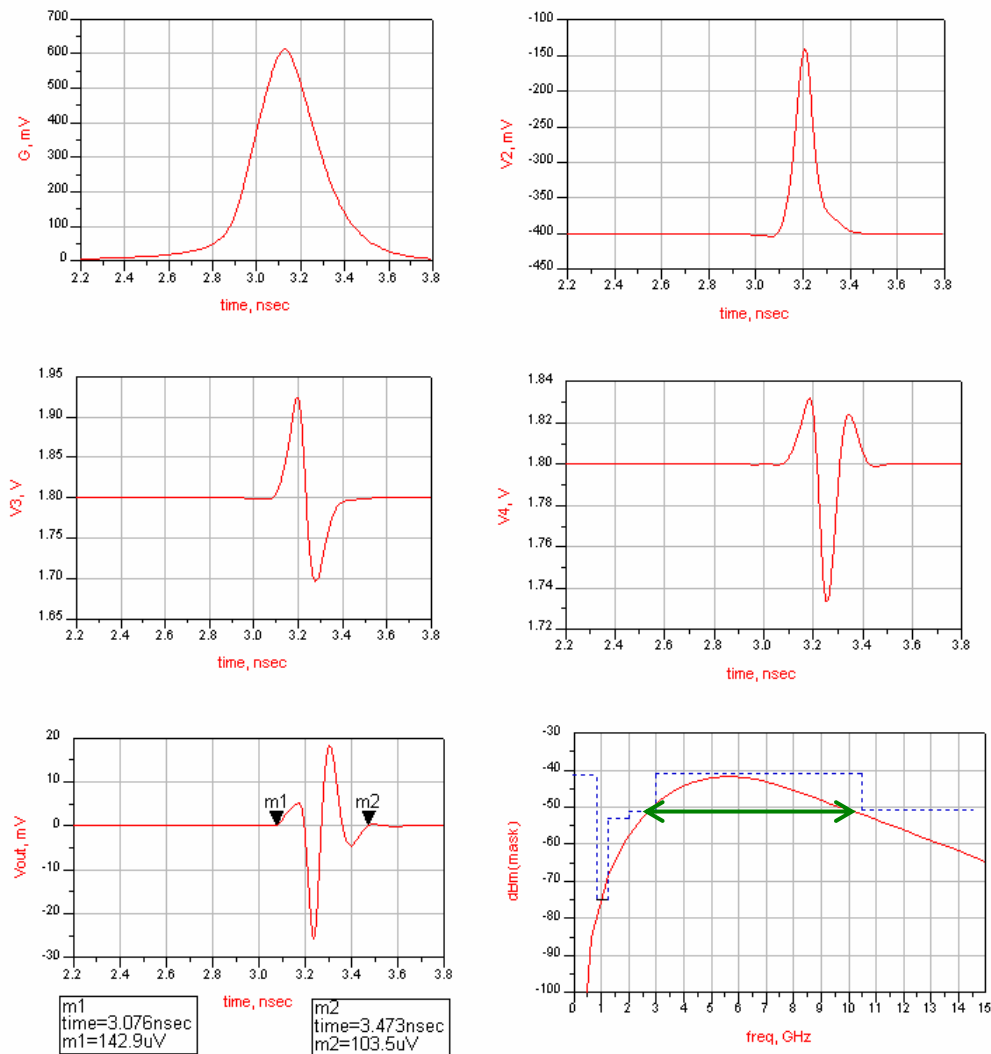 700
600
500
400
300
200
100
0
G, mV
2.2 2.4 2.6 2.8 3.0 3.2 3.4 3.6 3.8
time, nsec
-100
-150
-200
-250
-300
-350
-400
-450
V2, mV
2.2 2.4 2.6 2.8 3.0 3.2 3.4 3.6 3.8
time, nsec
1.95
1.90
1.85
1.80
1.75
1.70
1.65
V3, V
2.2 2.4 2.6 2.8 3.0 3.2 3.4 3.6 3.8
time, nsec
1.84
1.82
1.80
1.78
1.76
1.74
1.72
V4, V
2.2 2.4 2.6 2.8 3.0 3.2 3.4 3.6 3.8
time, nsec
20
10
0
-10
-20
-30
Vout, mV
m1
m2
2.2 2.4 2.6 2.8 3.0 3.2 3.4 3.6 3.8
time, nsec
m1
time=3.076nsec
m1=142.9uV
m2
time=3.473nsec
m2=103.5uV
-30
-40
-50
-60
-70
-80
-90
-100
dBm(mask)
0 1 2 3 4 5 6 7 8 9 10 11 12 13 14 15
freq, GHz